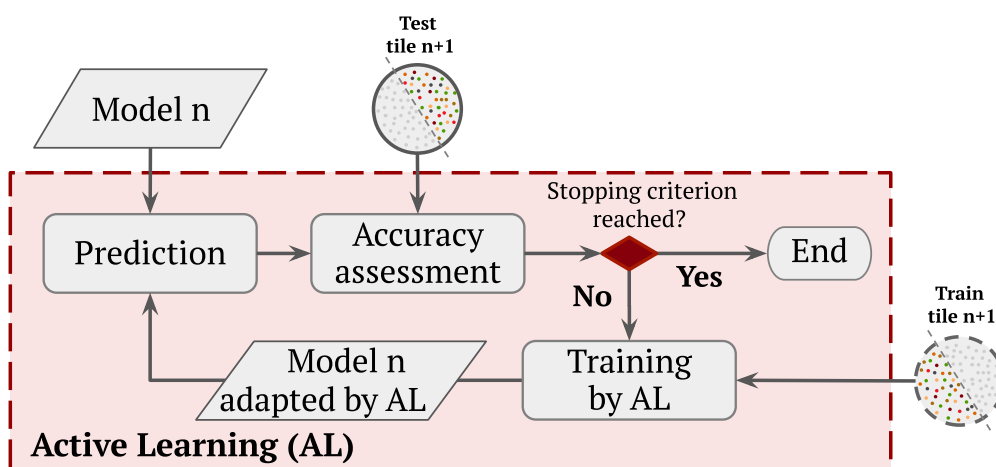 Test
tile n+1
Model n
Stopping criterion
reached?
Prediction
Accuracy
assessment
End
Yes
No
Train
tile n+1
Training
by AL
Model n
adapted by AL
Active Learning (AL)